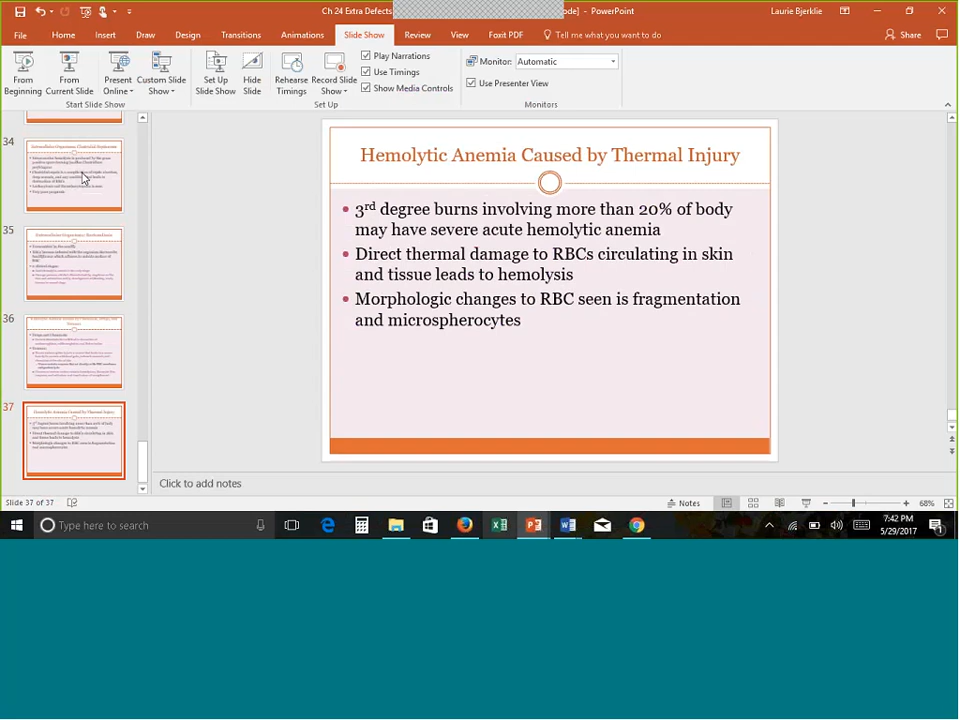 Ch 24 Extra Defects
ode] - PowerPoint
Laurie Bjerklie
File Home Insert Draw Design Transitions Animations Slide Show Review View Foxit PDF Tell me what you want to do
Share
From Beginning
From Current Slide
Present Online
Custom Slide Show
Set Up Slide Show
Hide Slide
Rehearse Timings
Record Slide Show
Play Narrations
Use Timings
Show Media Controls
Monitor: Automatic
Use Presenter View
Start Slide Show
Set Up
Monitors
34
35
36
37
Hemolytic Anemia Caused by Thermal Injury
3rd degree burns involving more than 20% of body
may have severe acute hemolytic anemia
Direct thermal damage to RBCs circulating in skin
and tissue leads to hemolysis
Morphologic changes to RBC seen is fragmentation
and microspherocytes
Click to add notes
Slide 37 of 37
Notes
68%
Type here to search
7:42 PM
5/29/2017